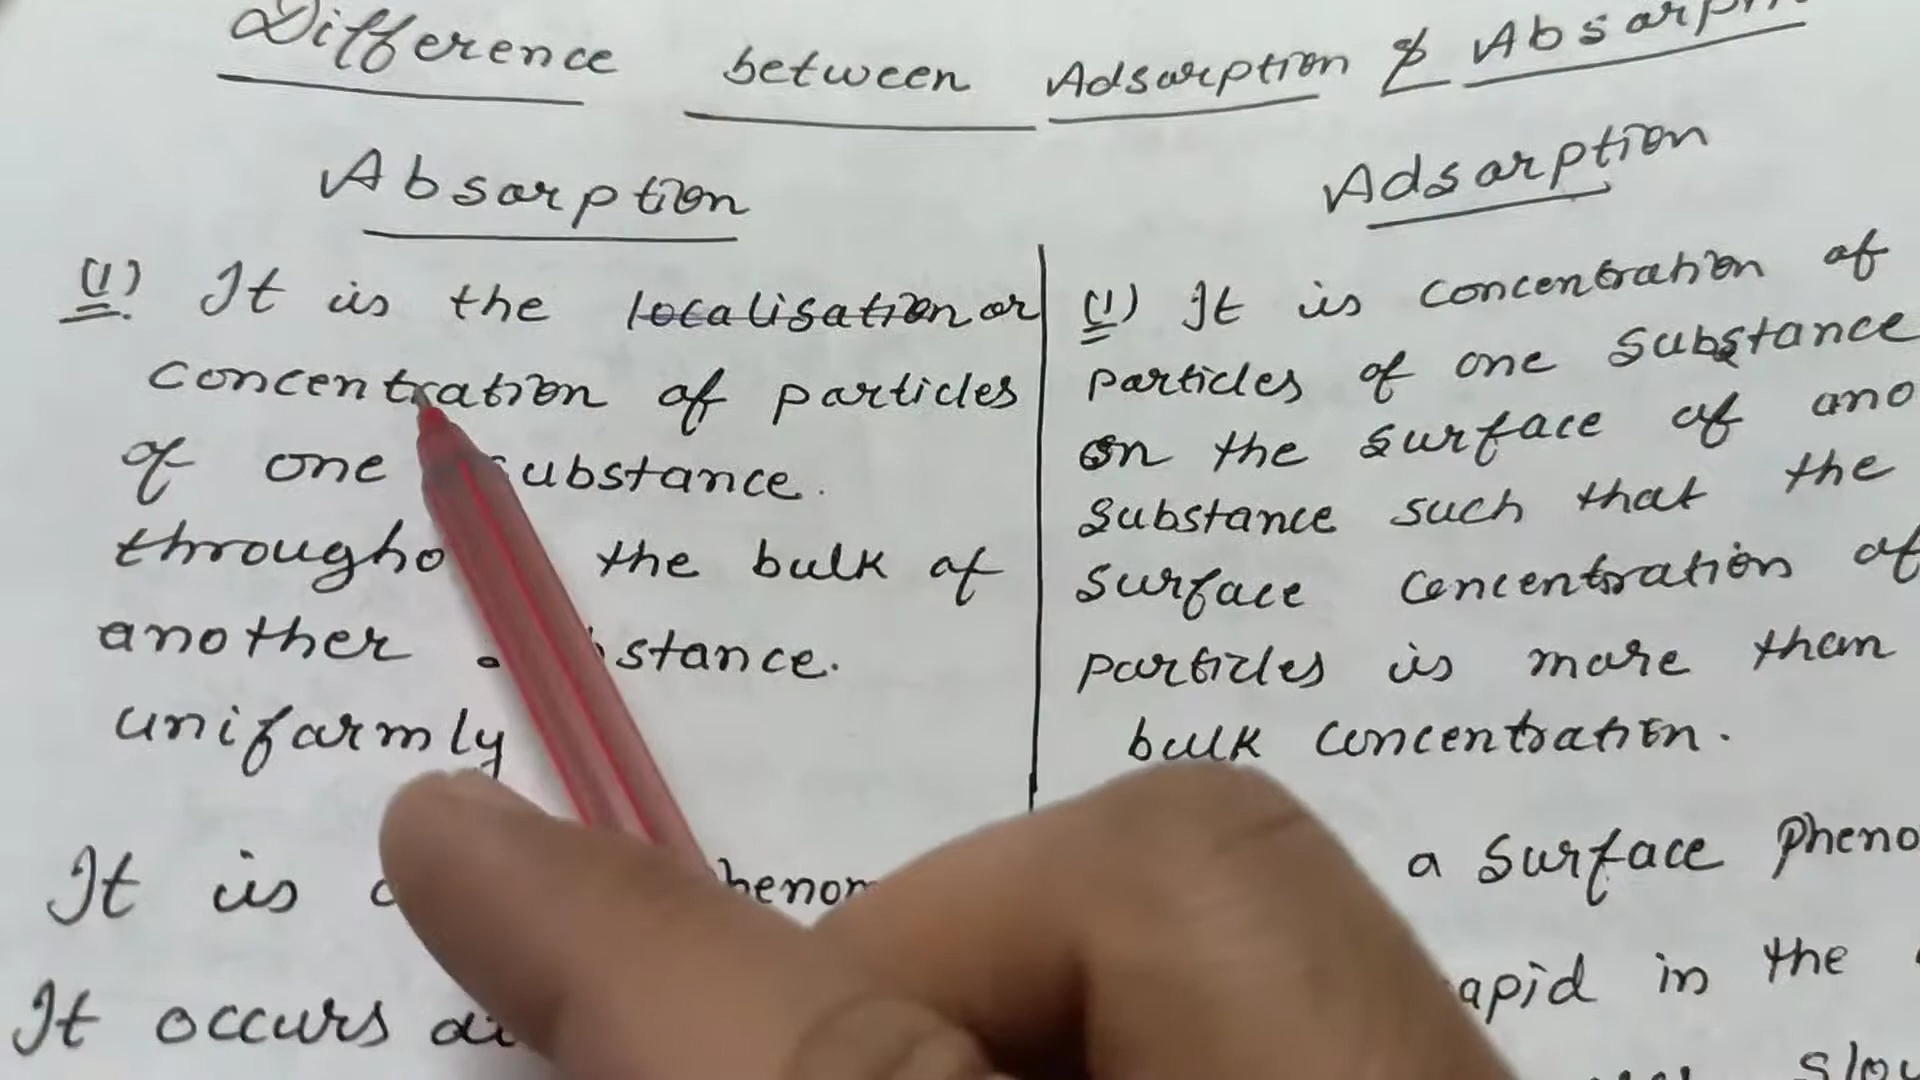 Difference between Adsorption & Absorp
Absorption
(1) It is the localisation or
concentration of particles
of one substance.
the bulk of
another stance.
uniformly
It is
phenom
It occurs
Adsorption
(1) It is concentration of
particles of one substance
on the surface of ano
substance such that the
surface concentration of
particles is more than
bulk concentration.
a surface pheno
apid in the
slow